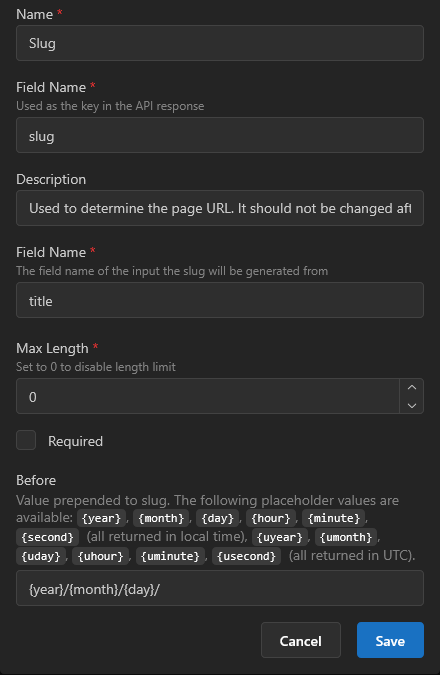 Name *
Slug
Field Name *
Used as the key in the API response
slug
Description
Used to determine the page URL. It should not be changed aft
Field Name *
The field name of the input the slug will be generated from
title
Max Length *
Set to 0 to disable length limit
0
Required
Before
Value prepended to slug. The following placeholder values are
available: {year}, {month}, {day}, {hour}, {minute},
{second} (all returned in local time), {uyear}, {umonth},
{uday}, {uhour}, {uminute}, {usecond} (all returned in UTC).
{year}/{month}/{day}/
Cancel Save